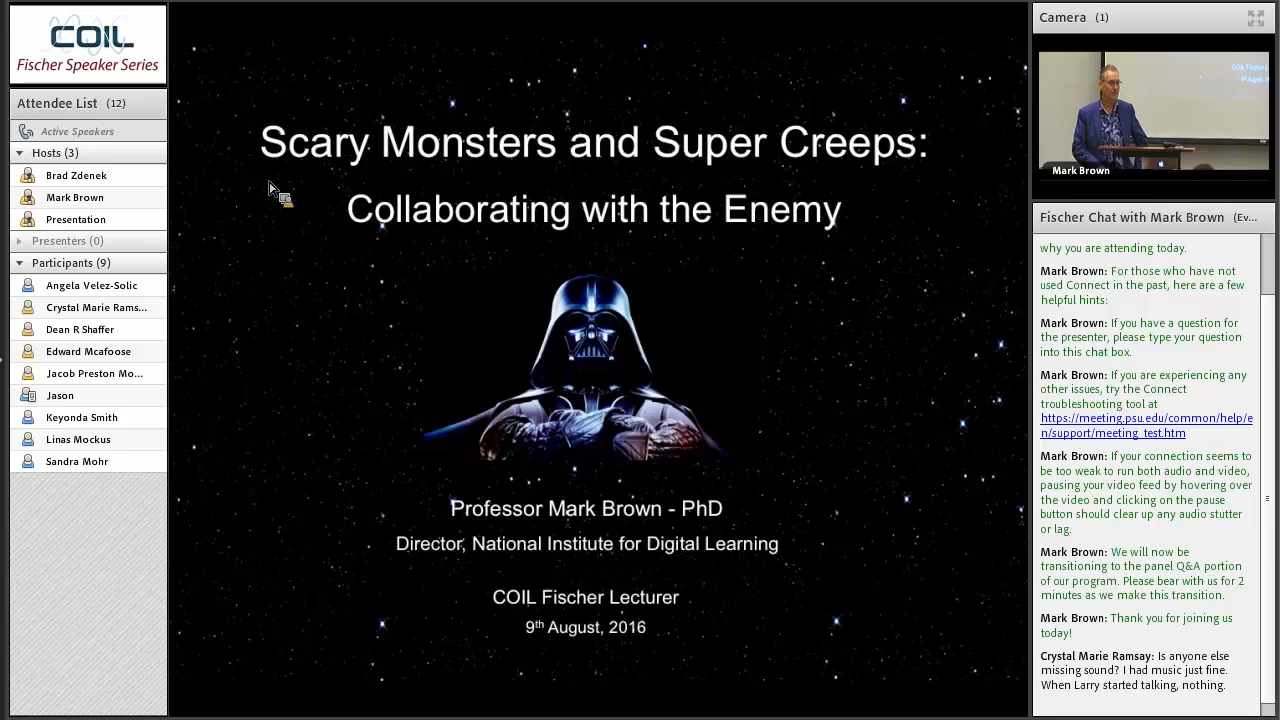 COIL
Fischer Speaker Series
Attendee List (12)
Active Speakers
Hosts (3)
Brad Zdenek
Mark Brown
Presentation
Presenters (0)
Participants (9)
Angela Velez-Solic
Crystal Marie Rams...
Dean R Shaffer
Edward Mcafoose
Jacob Preston Mo...
Jason
Keyonda Smith
Linas Mockus
Sandra Mohr
Scary Monsters and Super Creeps:
Collaborating with the Enemy
Professor Mark Brown - PhD
Director, National Institute for Digital Learning
COIL Fischer Lecturer
9th August, 2016
Camera (1)
Mark Brown
Fischer Chat with Mark Brown (Ev...
why you are attending today.
Mark Brown: For those who have not
used Connect in the past, here are a few
helpful hints:
Mark Brown: If you have a question for
the presenter, please type your question
into this chat box.
Mark Brown: If you are experiencing any
other issues, try the Connect
troubleshooting tool at
https://meeting.psu.edu/common/help/e
n/support/meeting_test.htm
Mark Brown: If your connection seems to
be too weak to run both audio and video,
pausing your video feed by hovering over
the video and clicking on the pause
button should clear up any audio stutter
or lag.
Mark Brown: We will now be
transitioning to the panel Q&A portion
of our program. Please bear with us for 2
minutes as we make this transition.
Mark Brown: Thank you for joining us
today!
Crystal Marie Ramsay: Is anyone else
missing sound? I had music just fine.
When Larry started talking, nothing.